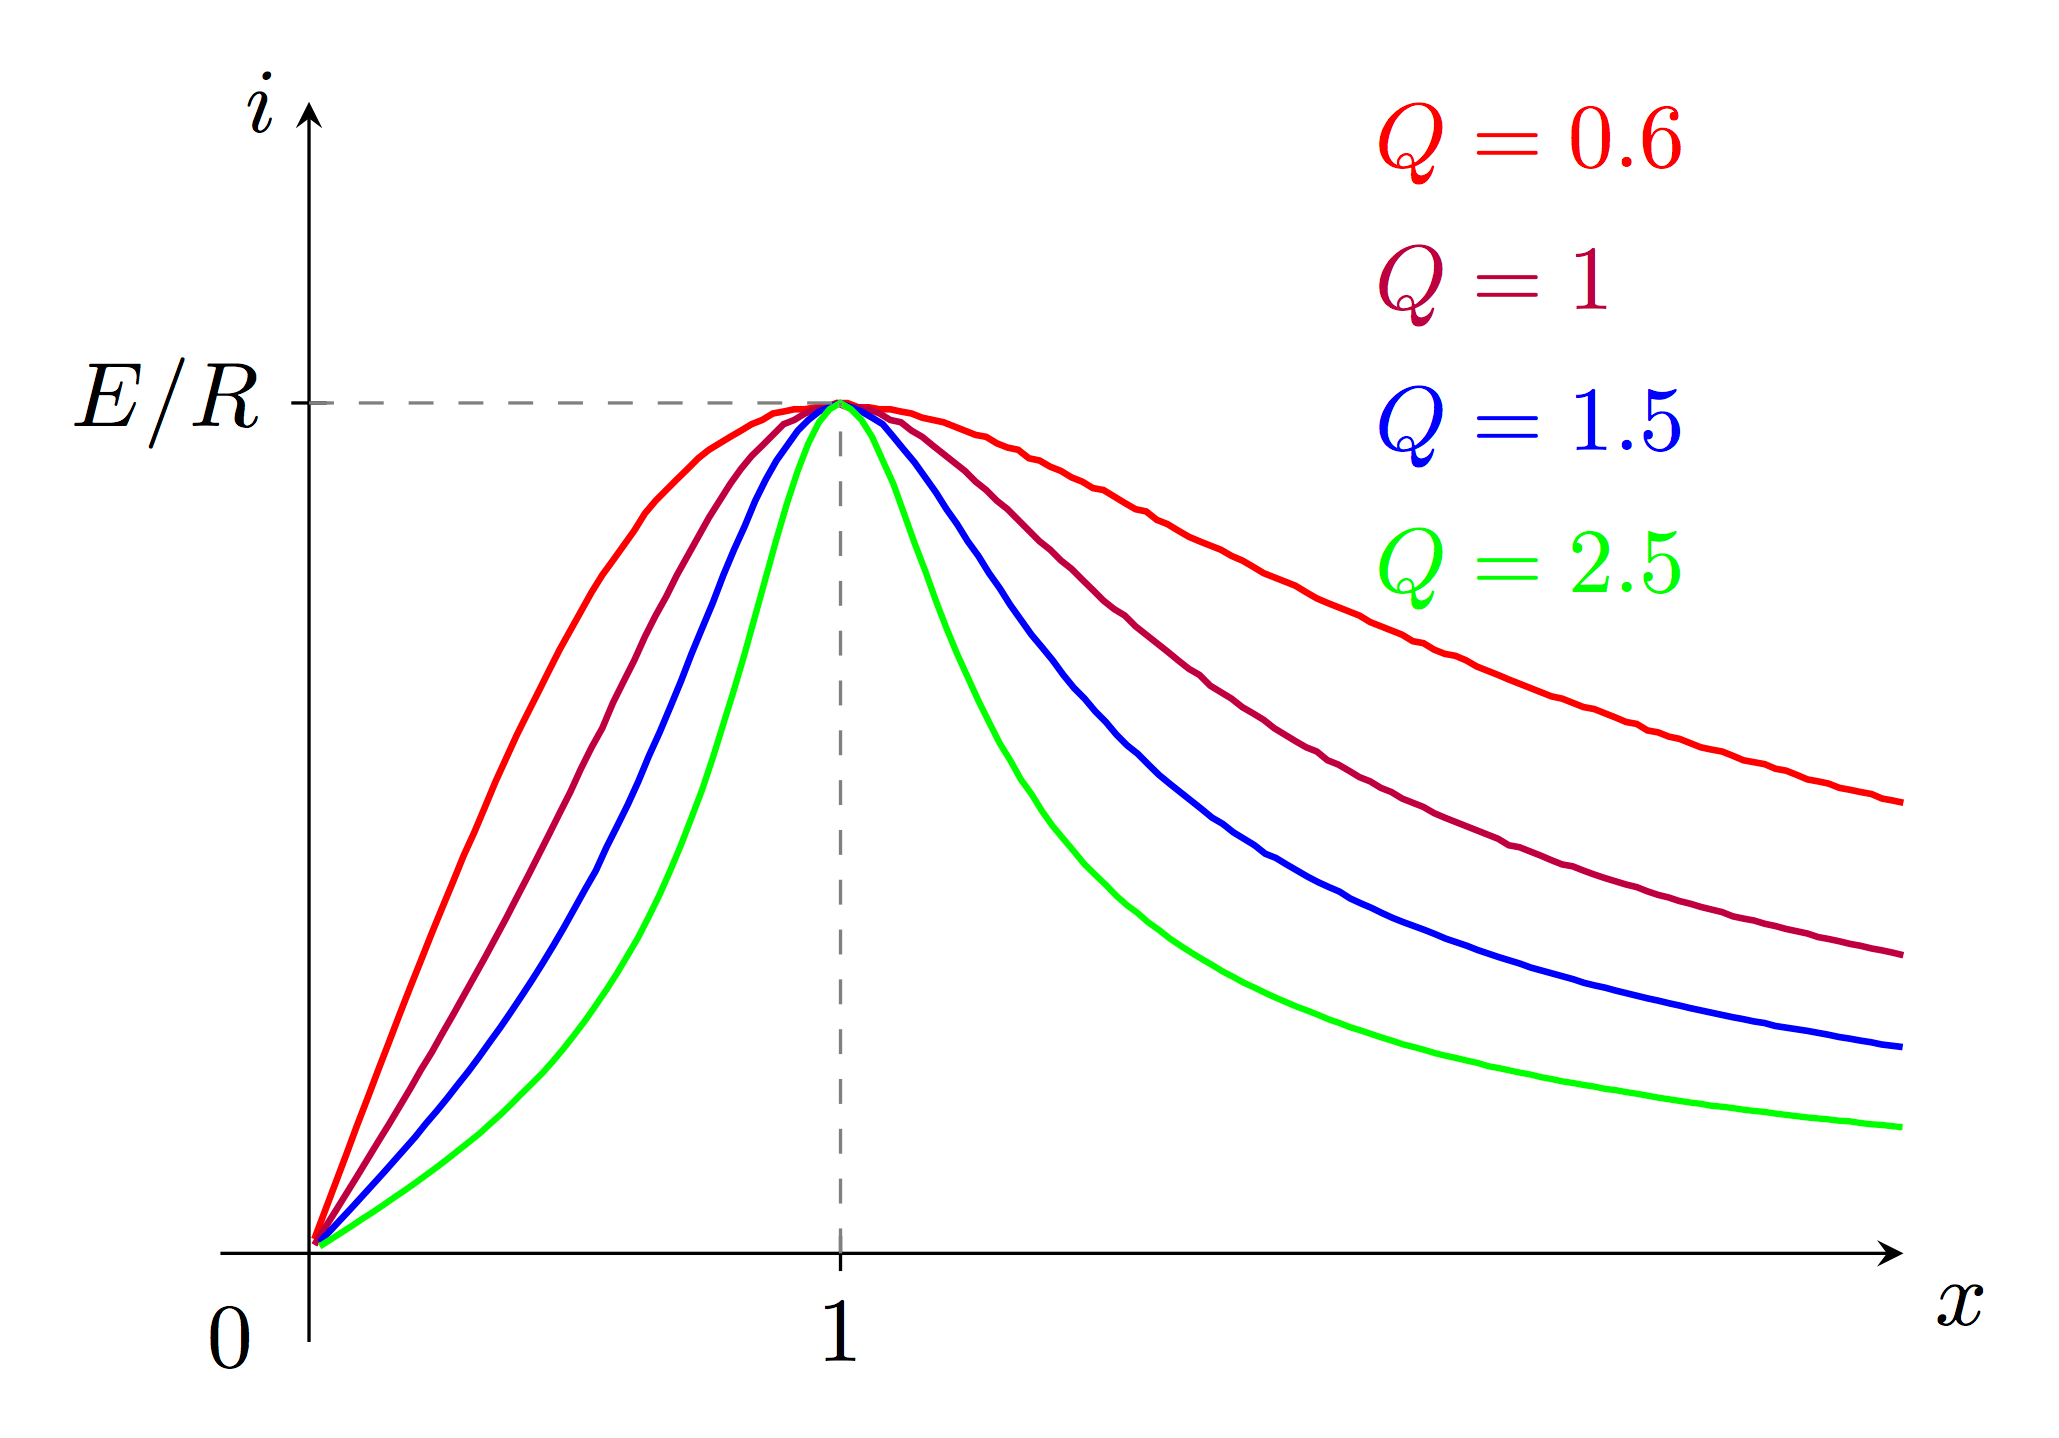 i
Q = 0.6
Q = 1
E/R
Q = 1.5
Q = 2.5
0
1
x